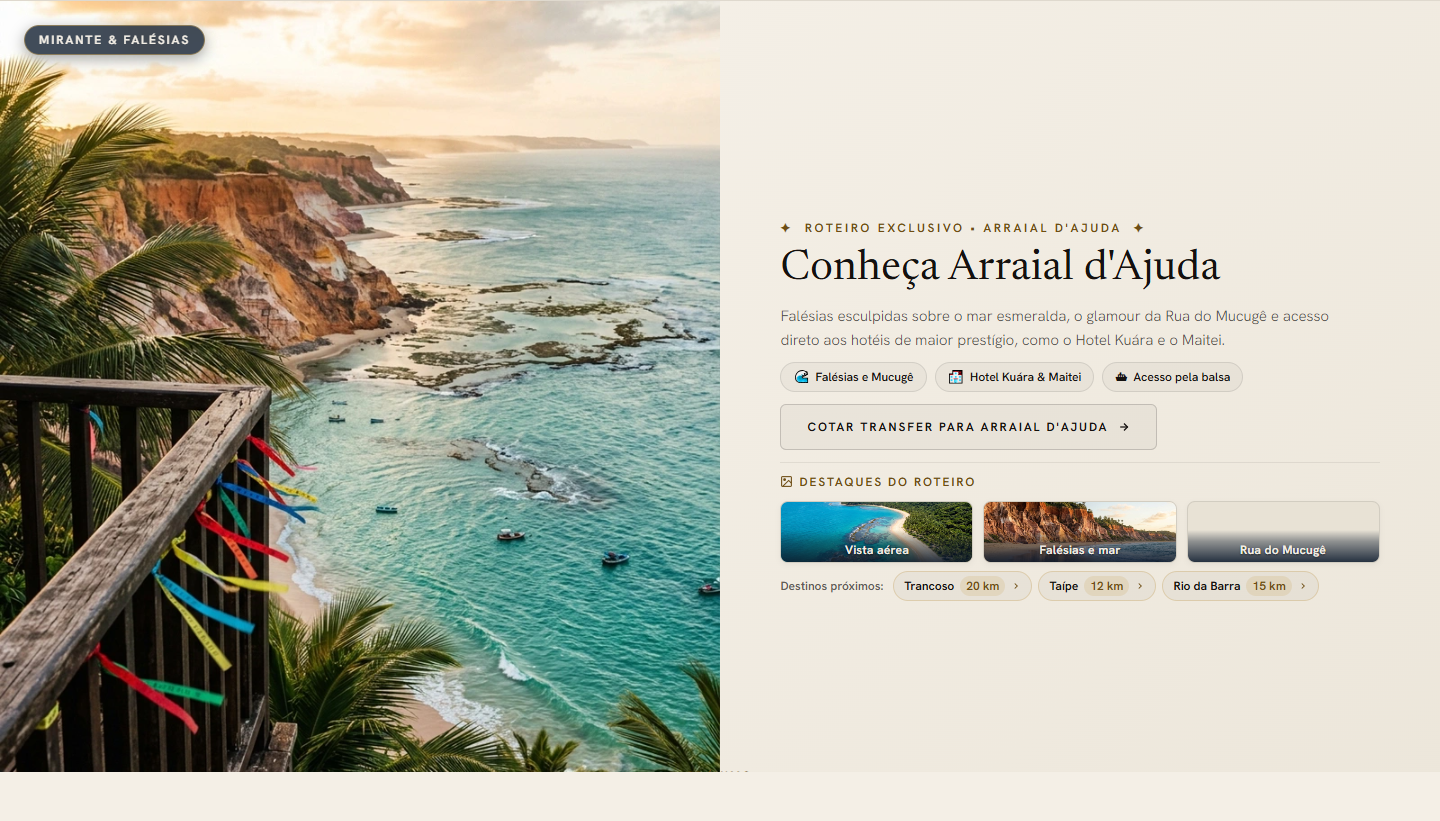 MIRANTE & FALÉSIAS
ROTEIRO EXCLUSIVO • ARRAIAL D'AJUDA
Conheça Arraial d'Ajuda
Falésias esculpidas sobre o mar esmeralda, o glamour da Rua do Mucugê e acesso
direto aos hotéis de maior prestígio, como o Hotel Kuára e o Maitei.
Falésias e Mucugê
Hotel Kuára & Maitei
Acesso pela balsa
COTAR TRANSFER PARA ARRAIAL D'AJUDA →
DESTAQUES DO ROTEIRO
Vista aérea
Falésias e mar
Rua do Mucugê
Destinos próximos:
Trancoso 20 km ›
Taípe 12 km ›
Rio da Barra 15 km ›